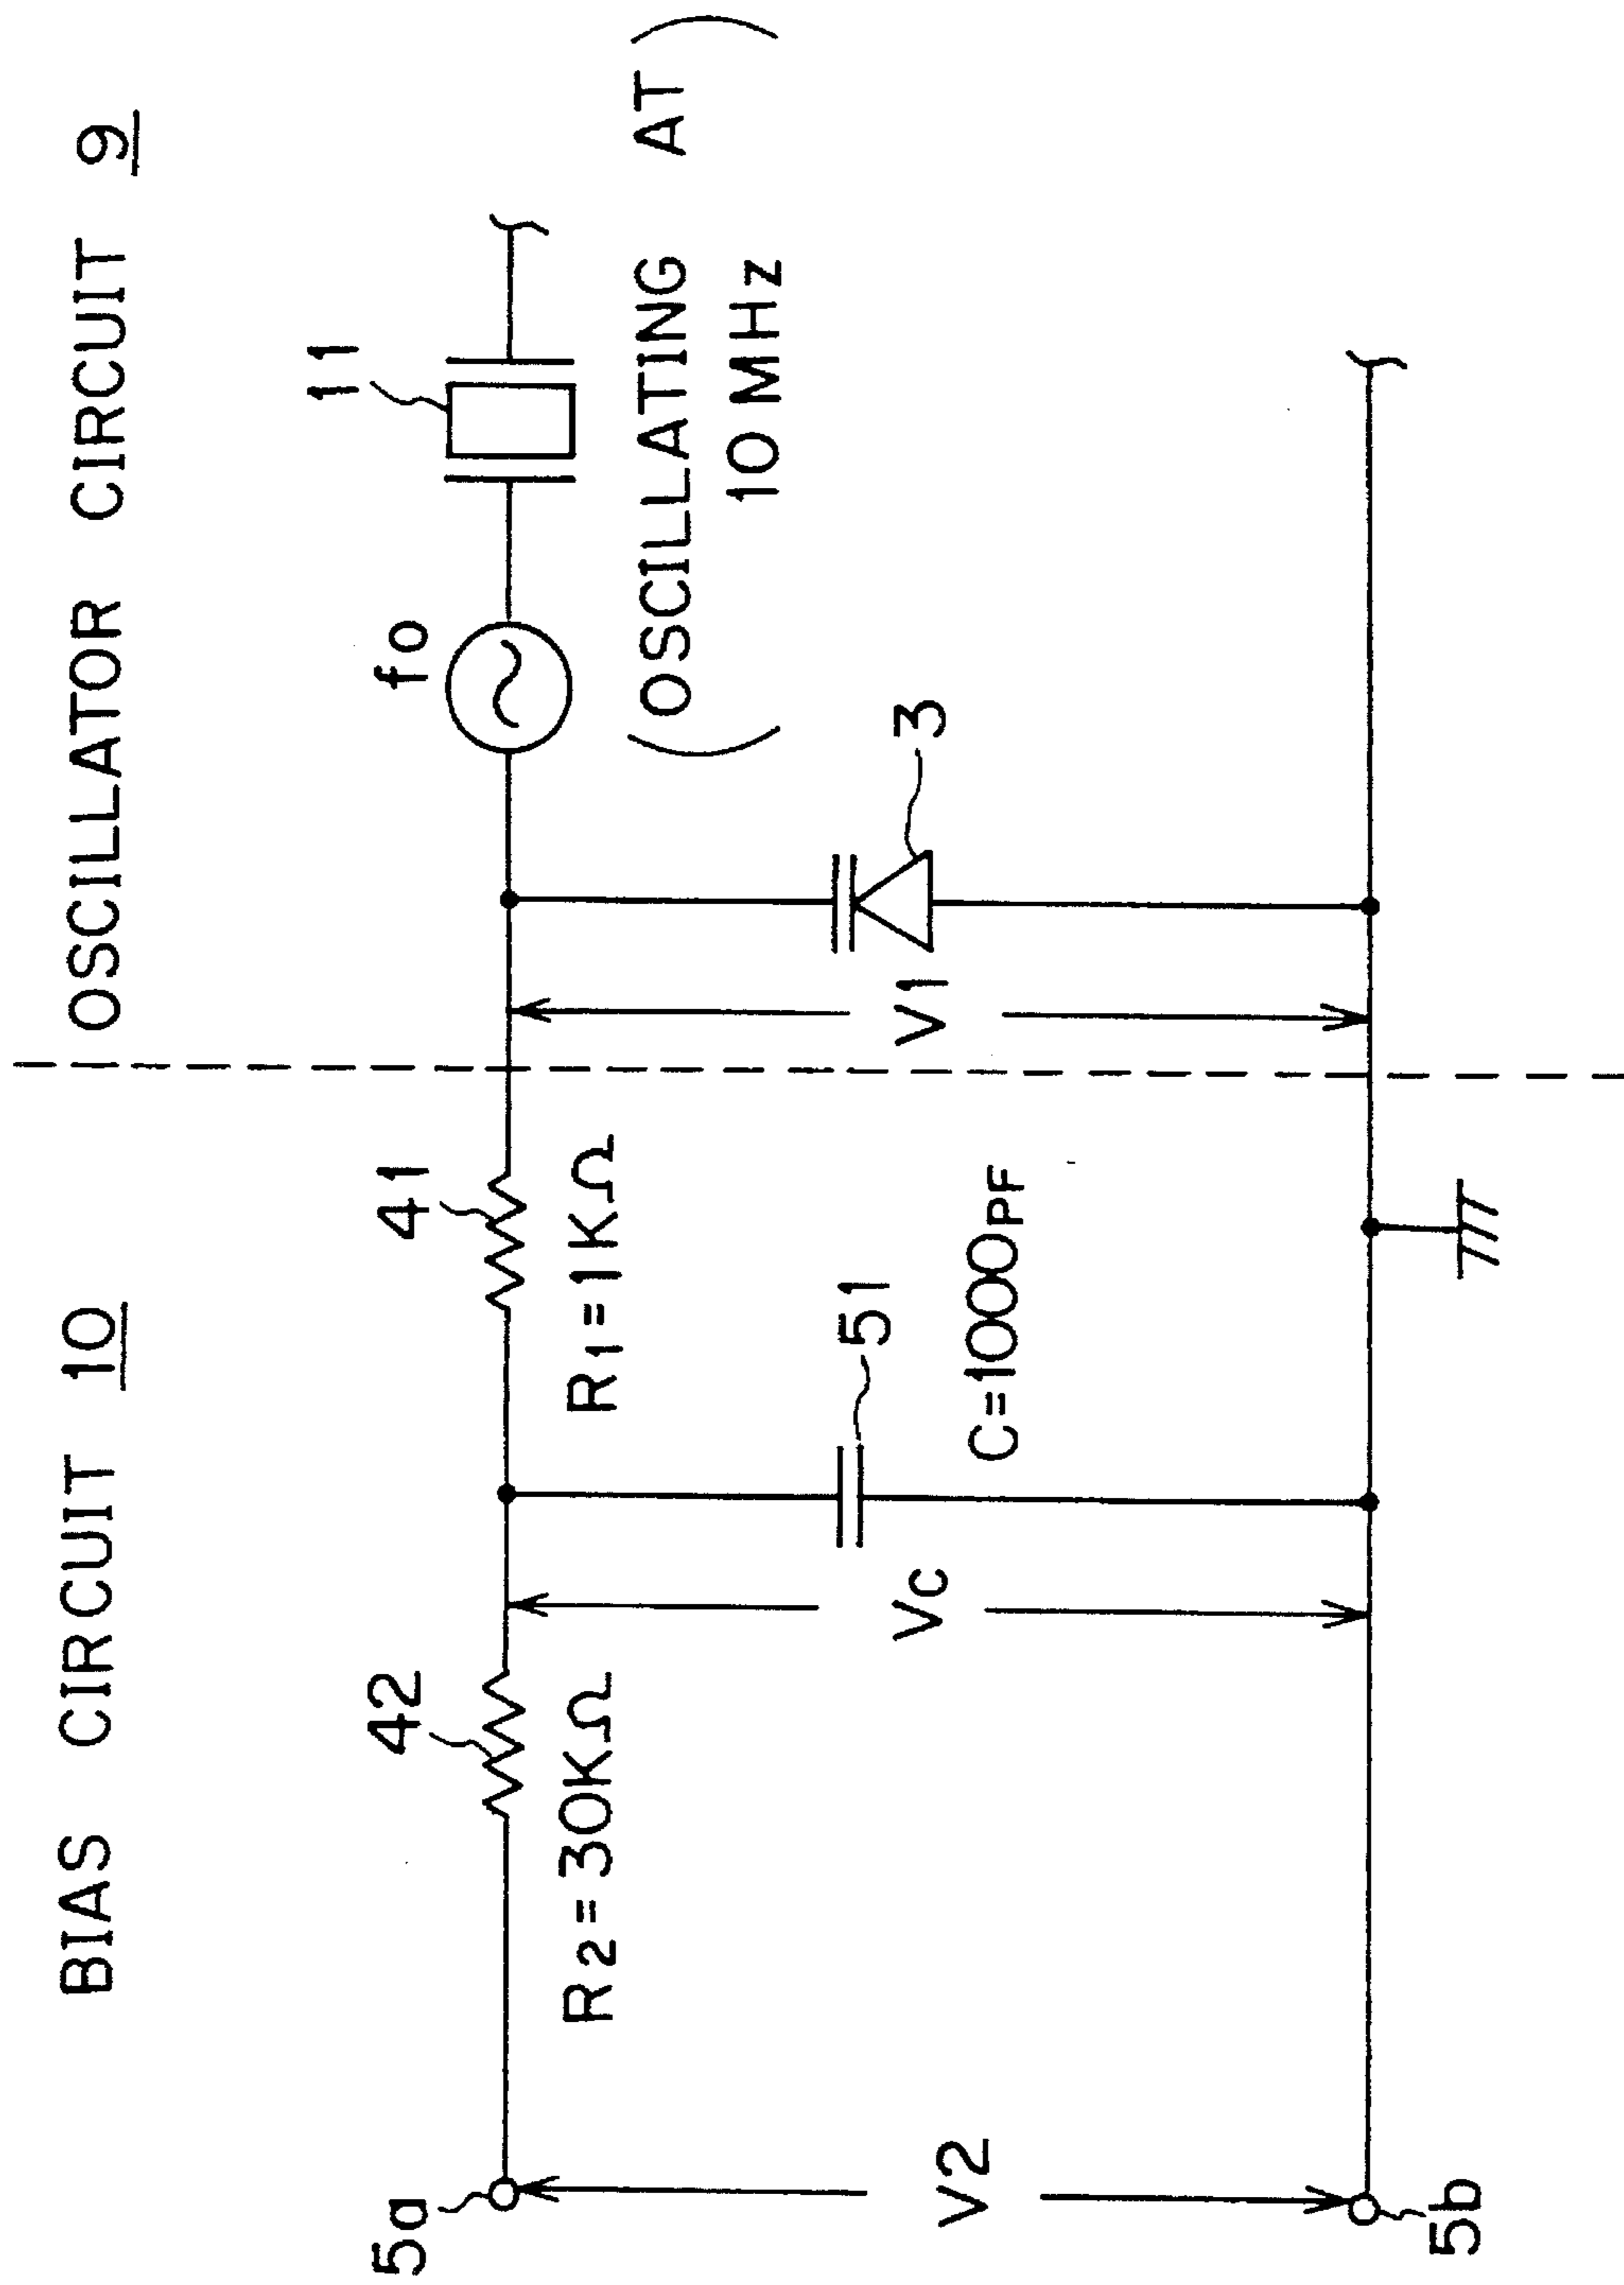 BIAS CIRCUIT 10
OSCILLATOR CIRCUIT 9
5a
42
41
fo
11
R2=30KΩ
R1=1KΩ
(OSCILLATING AT
10 MHz)
V2
Vc
51
C=1000PF
V1
3
5b